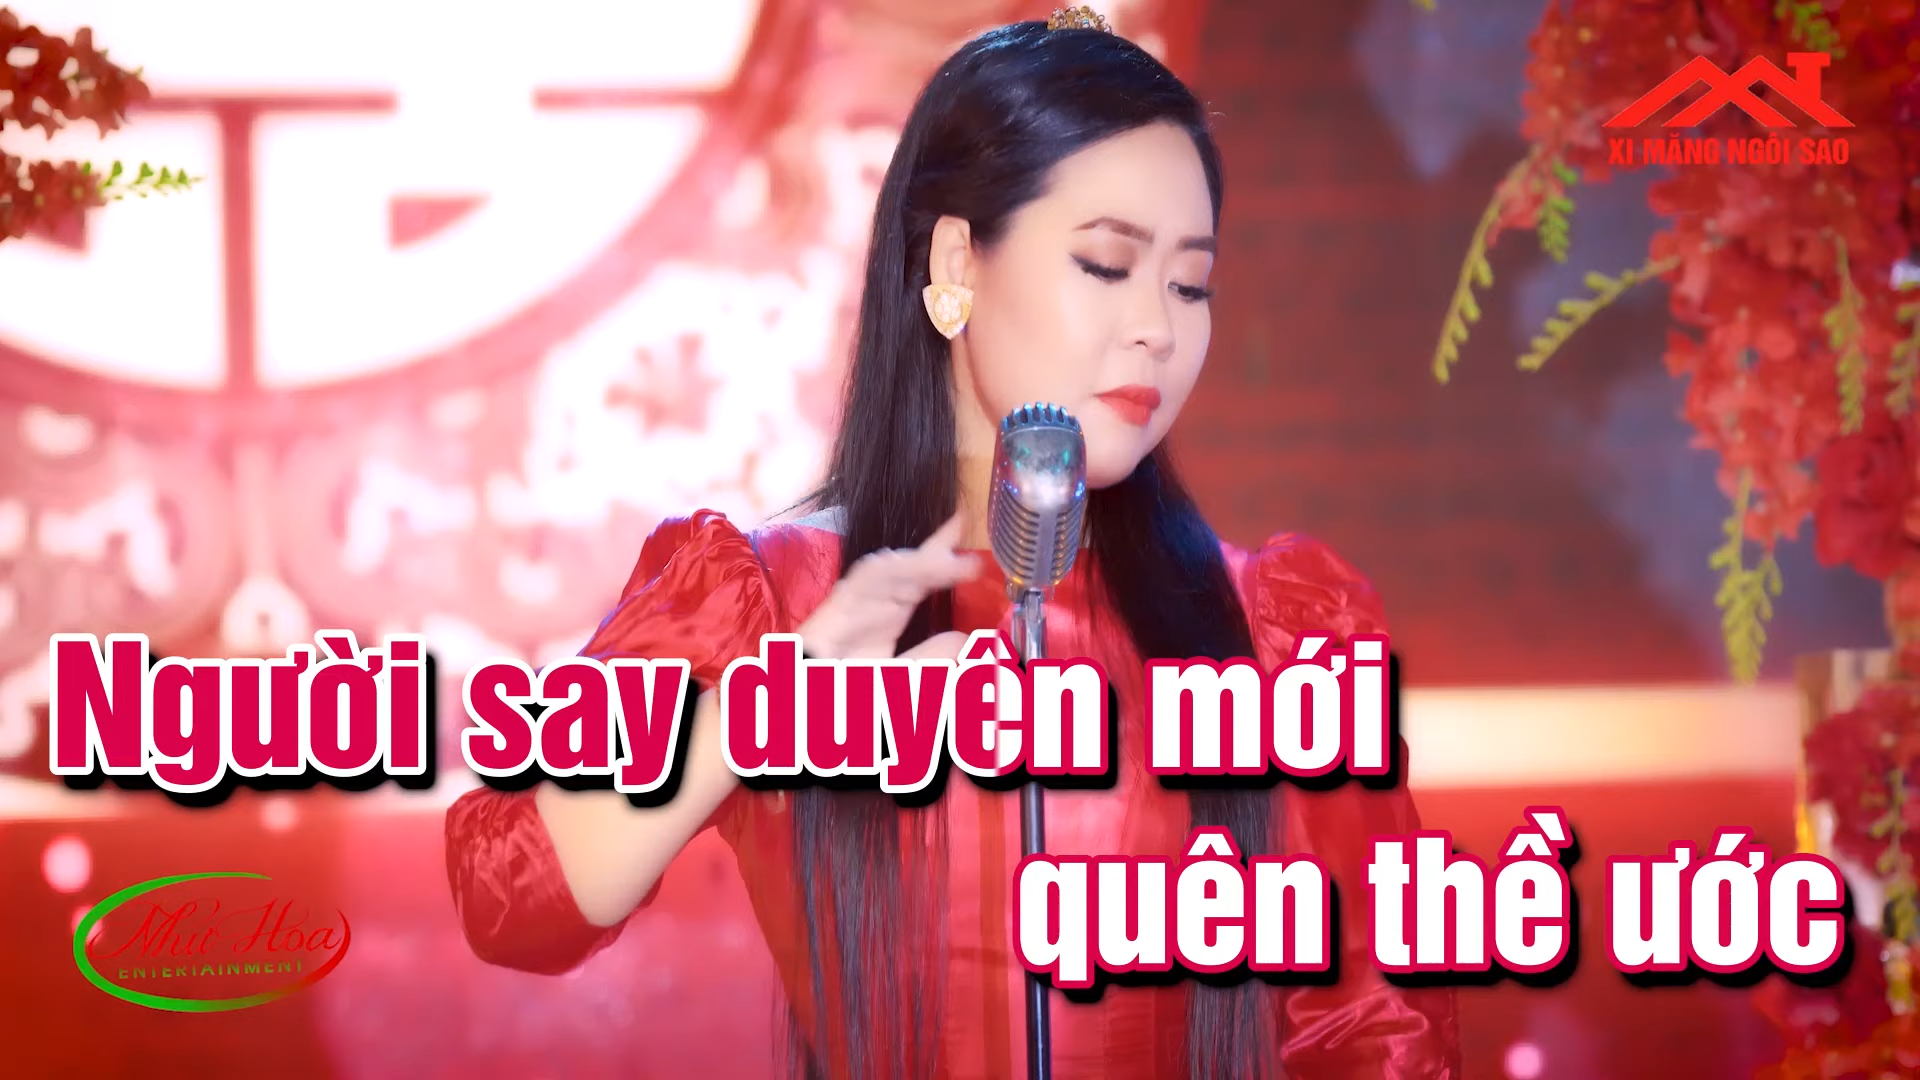 XI MĂNG NGÔI SAO
Người say duyên mới
quên thề ước
Như Hoa
ENTERTAINMENT